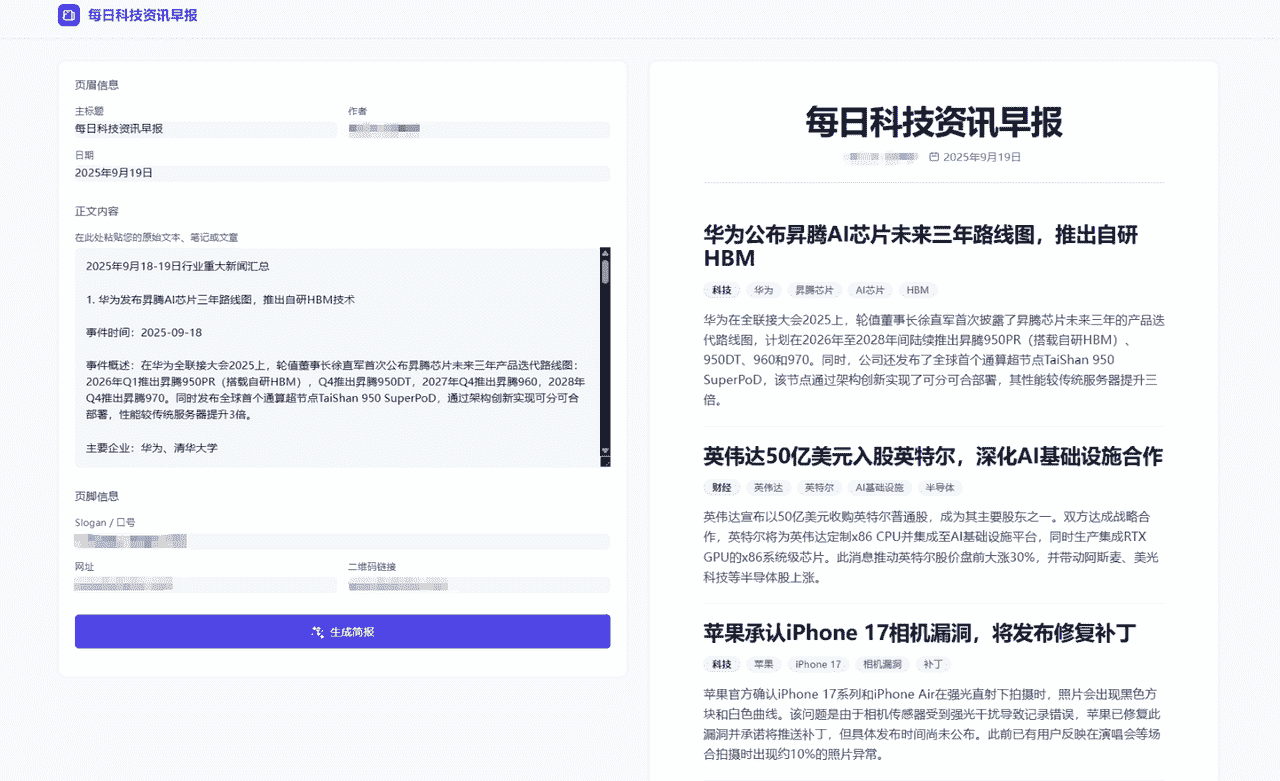 每日科技资讯早报
页眉信息
主标题
作者
每日科技资讯早报
日期
2025年9月19日
正文内容
在此处粘贴您的原始文本、笔记或文章
2025年9月18-19日行业重大新闻汇总
1. 华为发布昇腾AI芯片三年路线图，推出自研HBM技术
事件时间：2025-09-18
事件概述：在华为全联接大会2025上，轮值董事长徐直军首次公布昇腾芯片未来三年产品迭代路线图：
2026年Q1推出昇腾950PR（搭载自研HBM），Q4推出昇腾950DT，2027年Q4推出昇腾960，2028年
Q4推出昇腾970。同时发布全球首个通算超节点TaiShan 950 SuperPoD，通过架构创新实现可分可合
部署，性能较传统服务器提升3倍。
主要企业：华为、清华大学
页脚信息
Slogan / 口号
网址
二维码链接
生成简报
每日科技资讯早报
2025年9月19日
华为公布昇腾AI芯片未来三年路线图，推出自研
HBM
科技 华为 昇腾芯片 AI芯片 HBM
华为在全联接大会2025上，轮值董事长徐直军首次披露了昇腾芯片未来三年的产品迭
代路线图，计划在2026年至2028年间陆续推出昇腾950PR（搭载自研HBM）、
950DT、960和970。同时，公司还发布了全球首个通算超节点TaiShan 950
SuperPoD，该节点通过架构创新实现了可分可合部署，其性能较传统服务器提升三
倍。
英伟达50亿美元入股英特尔，深化AI基础设施合作
财经 英伟达 英特尔 AI基础设施 半导体
英伟达宣布以50亿美元收购英特尔普通股，成为其主要股东之一。双方达成战略合
作，英特尔将为英伟达定制x86 CPU并集成至AI基础设施平台，同时生产集成RTX
GPU的x86系统级芯片。此消息推动英特尔股价盘前大涨30%，并带动阿斯麦、美光
科技等半导体股上涨。
苹果承认iPhone 17相机漏洞，将发布修复补丁
科技 苹果 iPhone 17 相机漏洞 补丁
苹果官方确认iPhone 17系列和iPhone Air在强光直射下拍摄时，照片会出现黑色方
块和白色曲线。该问题是由于相机传感器受到强光干扰导致记录错误，苹果已修复此
漏洞并承诺将推送补丁，但具体发布时间尚未公布。此前已有用户反映在演唱会等场
合拍摄时出现约10%的照片异常。